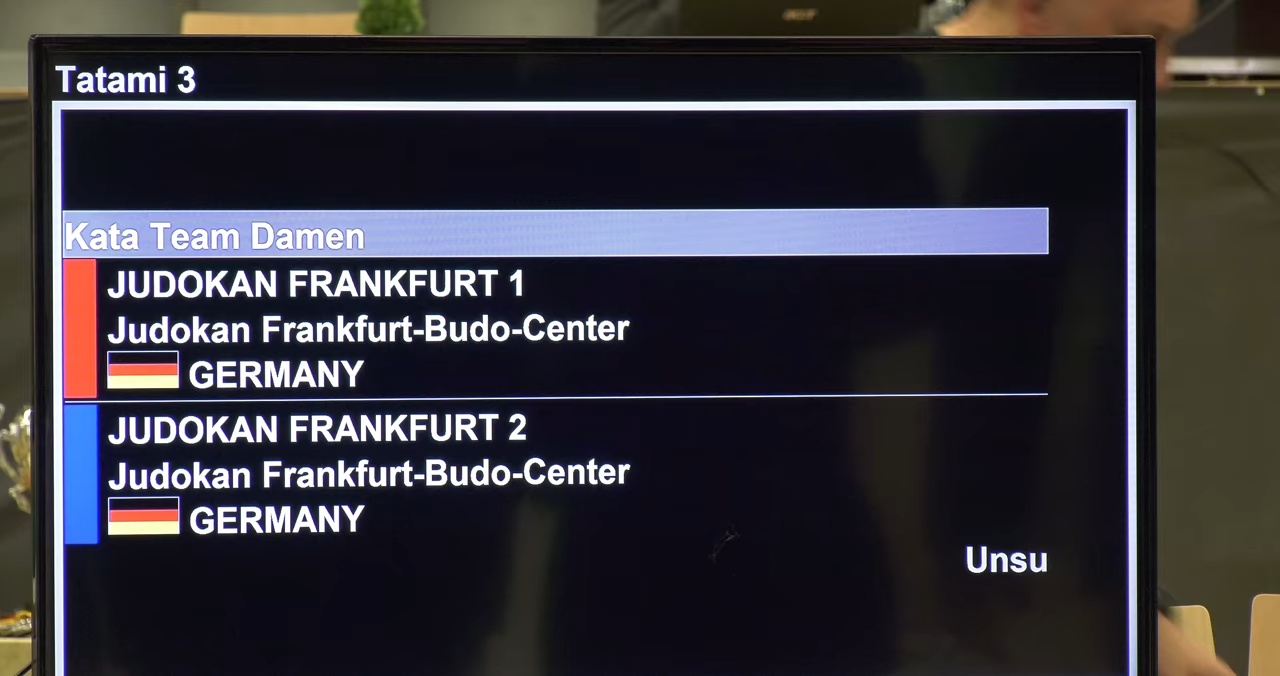 acer
Tatami 3
Kata Team Damen
JUDOKAN FRANKFURT 1
Judokan Frankfurt-Budo-Center
GERMANY
JUDOKAN FRANKFURT 2
Judokan Frankfurt-Budo-Center
GERMANY
Unsu